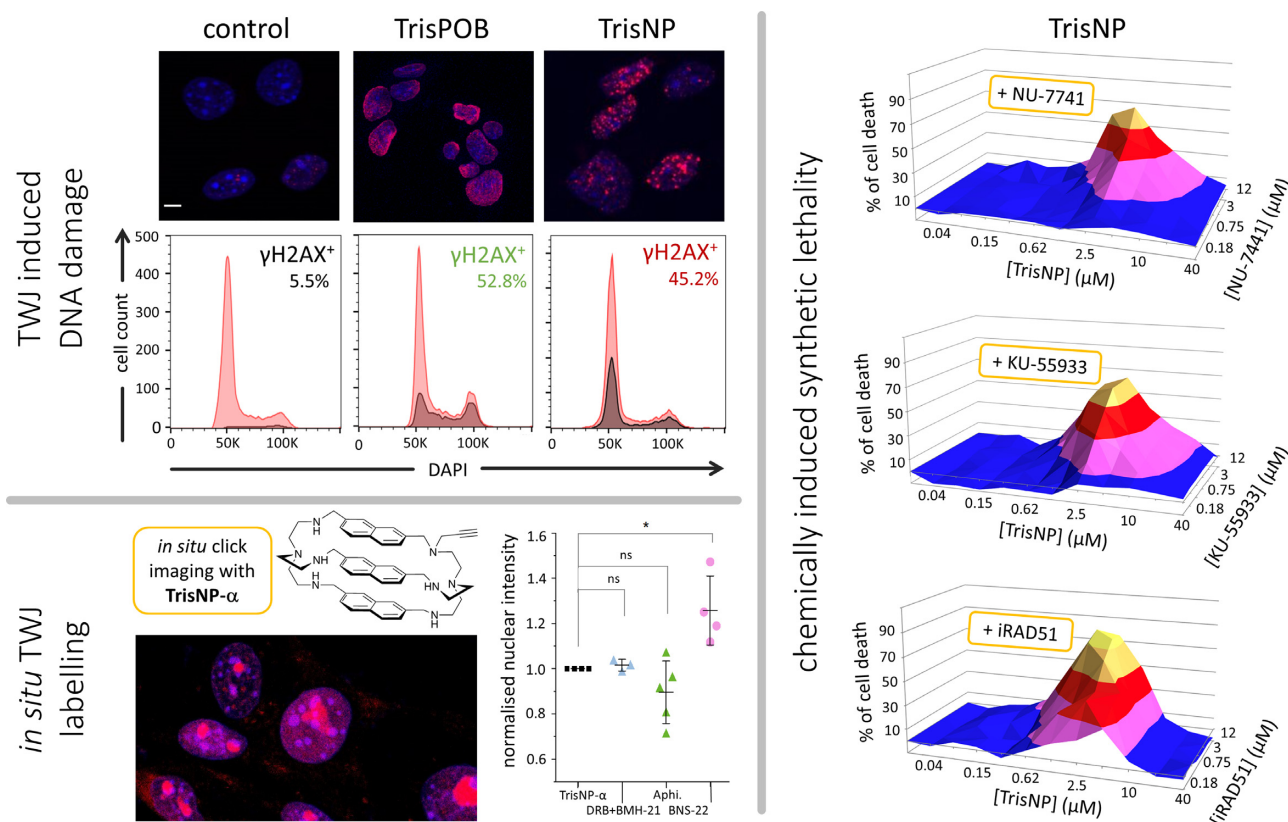 control
TrisPOB
TrisNP
TWJ induced
DNA damage
cell count
500
400
300
200
100
0
γH2AX⁺
5.5%
γH2AX⁺
52.8%
γH2AX⁺
45.2%
0
50K
100K
0
50K
100K
0
50K
100K
DAPI
in situ TWJ
labelling
in situ click
imaging with
TrisNP-α
NH
N
N
NH
NH
H
N
NH
N
NH
normalised nuclear intensity
1.6
1.4
1.2
1.0
0.8
0.6
*
ns
ns
TrisNP-α
Aphi.
DRB+BMH-21
BNS-22
chemically induced synthetic lethality
TrisNP
+ NU-7741
% of cell death
90
70
50
30
10
0.04
0.15
0.62
2.5
10
40
[TrisNP] (μM)
12
3
0.75
0.18
[NU-7441] (μM)
+ KU-55933
% of cell death
90
70
50
30
10
0.04
0.15
0.62
2.5
10
40
[TrisNP] (μM)
12
3
0.75
0.18
[KU-55933] (μM)
+ iRAD51
% of cell death
90
70
50
30
10
0.04
0.15
0.62
2.5
10
40
[TrisNP] (μM)
12
3
0.75
0.18
[iRAD51] (μM)